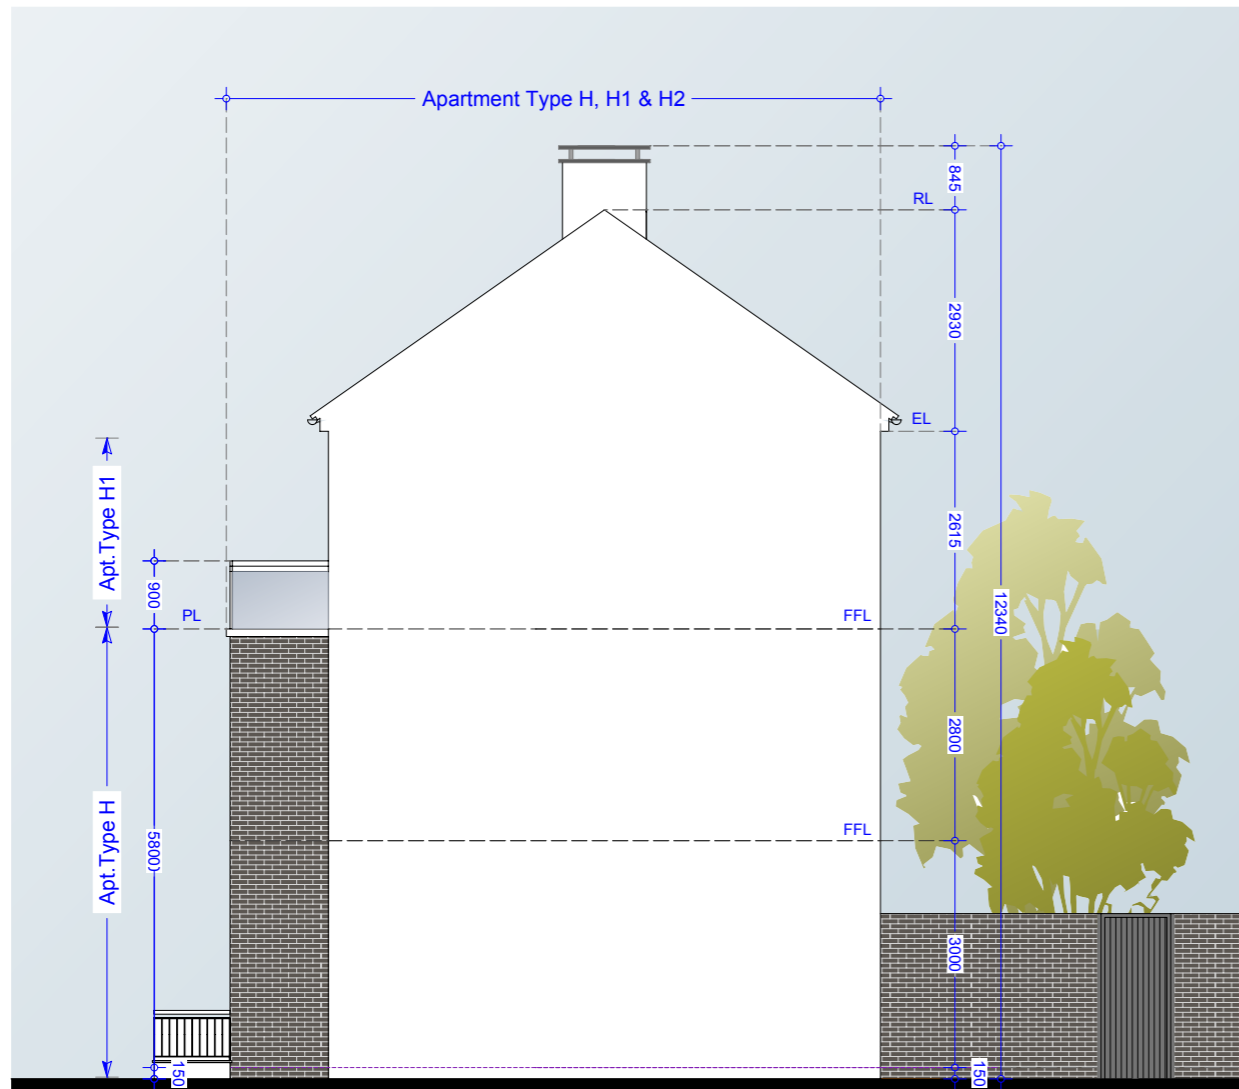 Apartment Type H, H1 & H2
845
RL
2930
EL
Apt.Type H1
2615
900
12340
PL
FFL
2800
Apt.Type H
5800)
FFL
3000
150
150